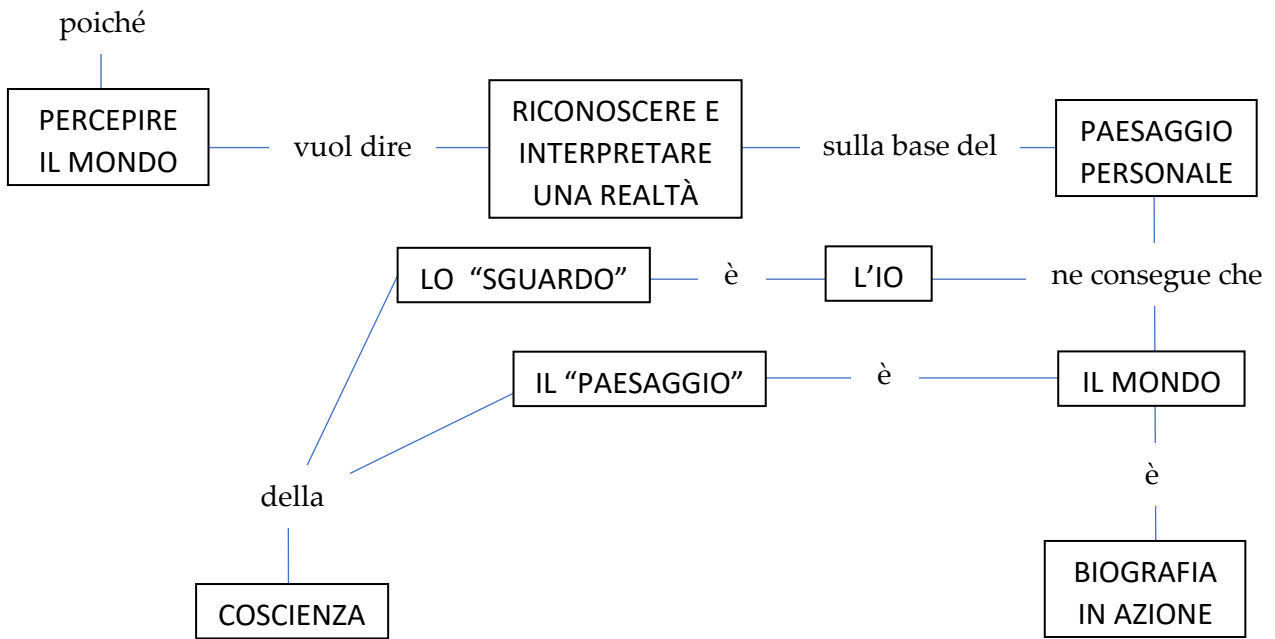 poiché
PERCEPIRE
IL MONDO
vuol dire
RICONOSCERE E
INTERPRETARE
UNA REALTÀ
sulla base del
PAESAGGIO
PERSONALE
LO “SGUARDO”
è
L’IO
ne consegue che
IL “PAESAGGIO”
è
IL MONDO
della
è
COSCIENZA
BIOGRAFIA
IN AZIONE